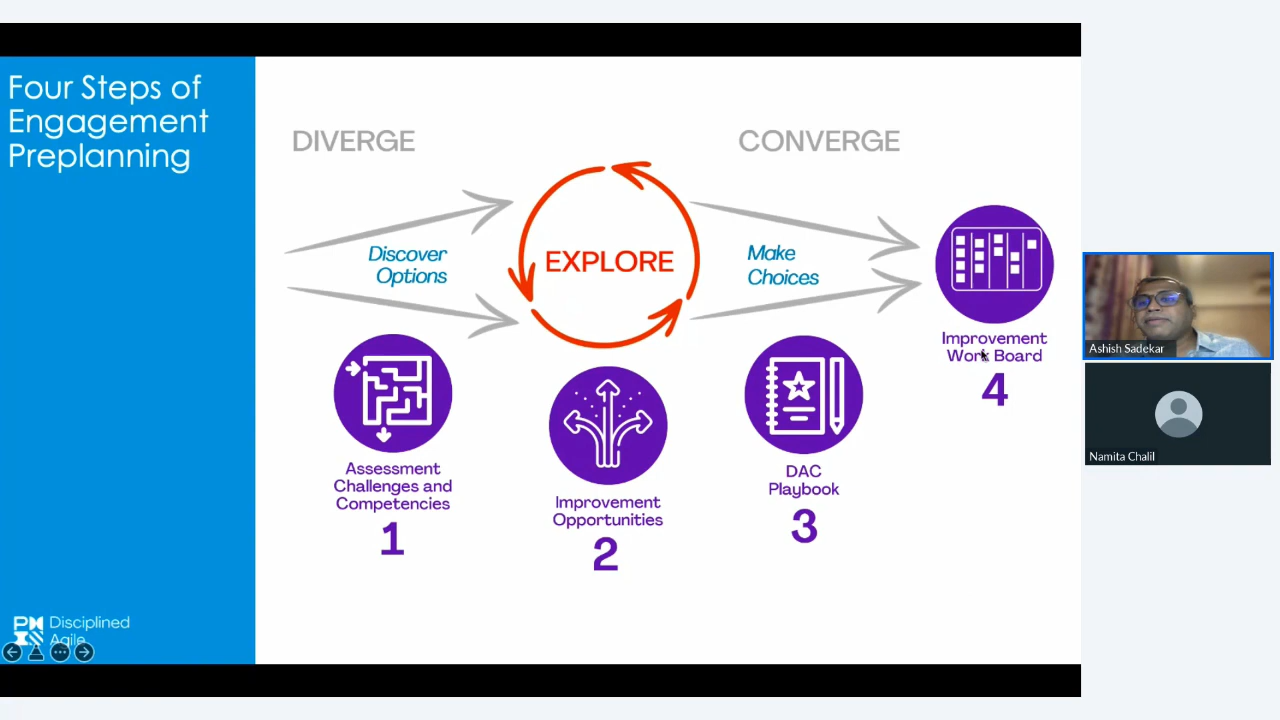 Four Steps of
Engagement
Preplanning
DIVERGE
CONVERGE
Discover
Options
EXPLORE
Make
Choices
Improvement
Work Board
4
Assessment
Challenges and
Competencies
1
Improvement
Opportunities
2
DAC
Playbook
3
Disciplined
Agile
Ashish Sadekar
Namita Chalil